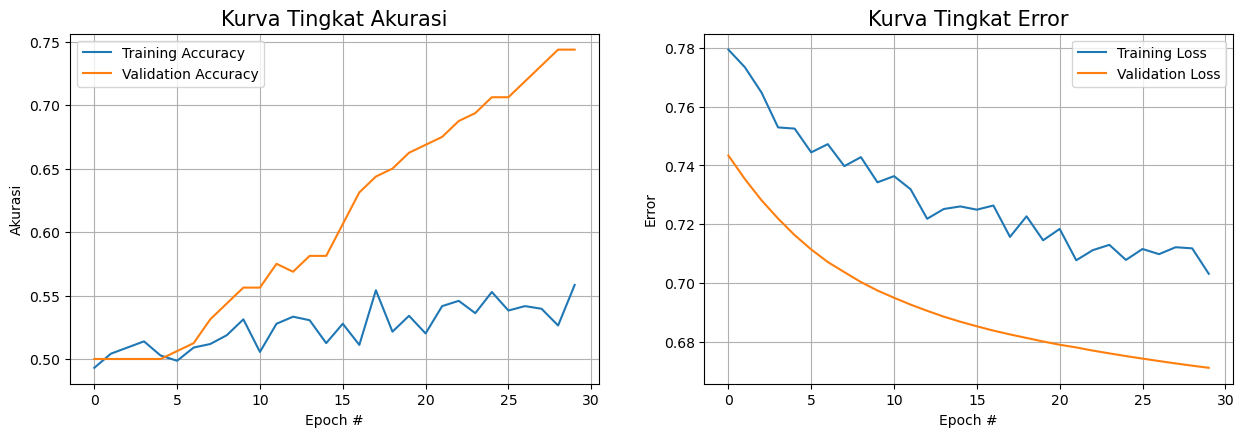 Kurva Tingkat Akurasi
Training Accuracy
Validation Accuracy
0.75
0.70
0.65
0.60
0.55
0.50
Akurasi
0 5 10 15 20 25 30
Epoch #
Kurva Tingkat Error
Training Loss
Validation Loss
0.78
0.76
0.74
0.72
0.70
0.68
Error
0 5 10 15 20 25 30
Epoch #